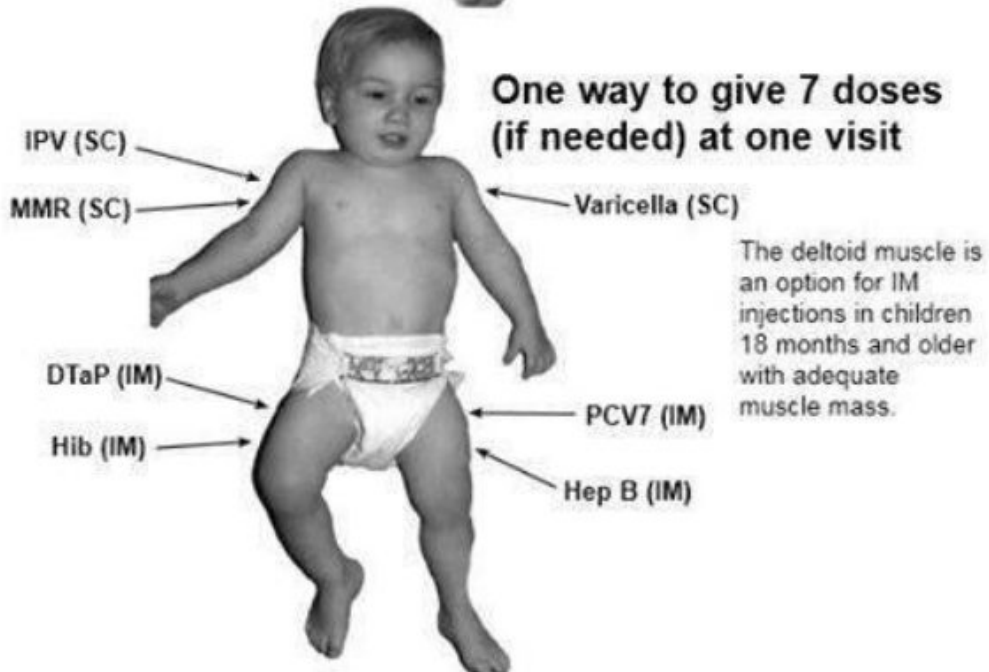 One way to give 7 doses
(if needed) at one visit
IPV (SC)
MMR (SC)
Varicella (SC)
The deltoid muscle is
an option for IM
injections in children
18 months and older
with adequate
muscle mass.
DTaP (IM)
Hib (IM)
PCV7 (IM)
Hep B (IM)